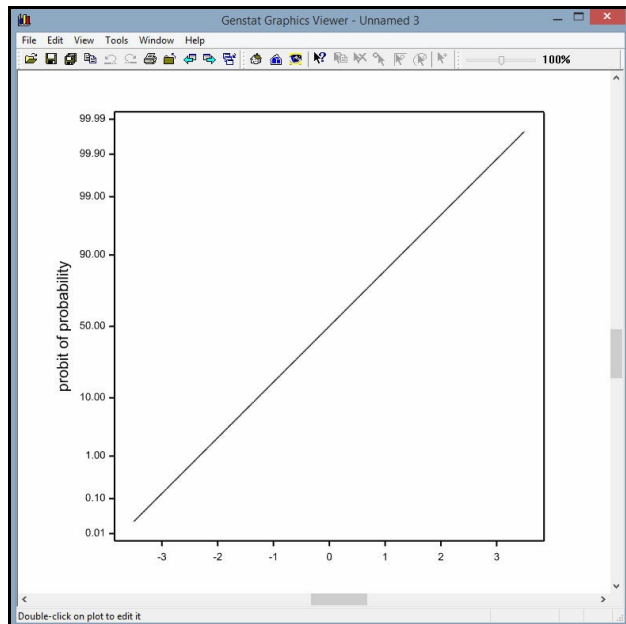 Genstat Graphics Viewer - Unnamed 3
File Edit View Tools Window Help
100%
99.99
99.90
99.00
90.00
50.00
10.00
1.00
0.10
0.01
probit of probability
-3 -2 -1 0 1 2 3
Double-click on plot to edit it